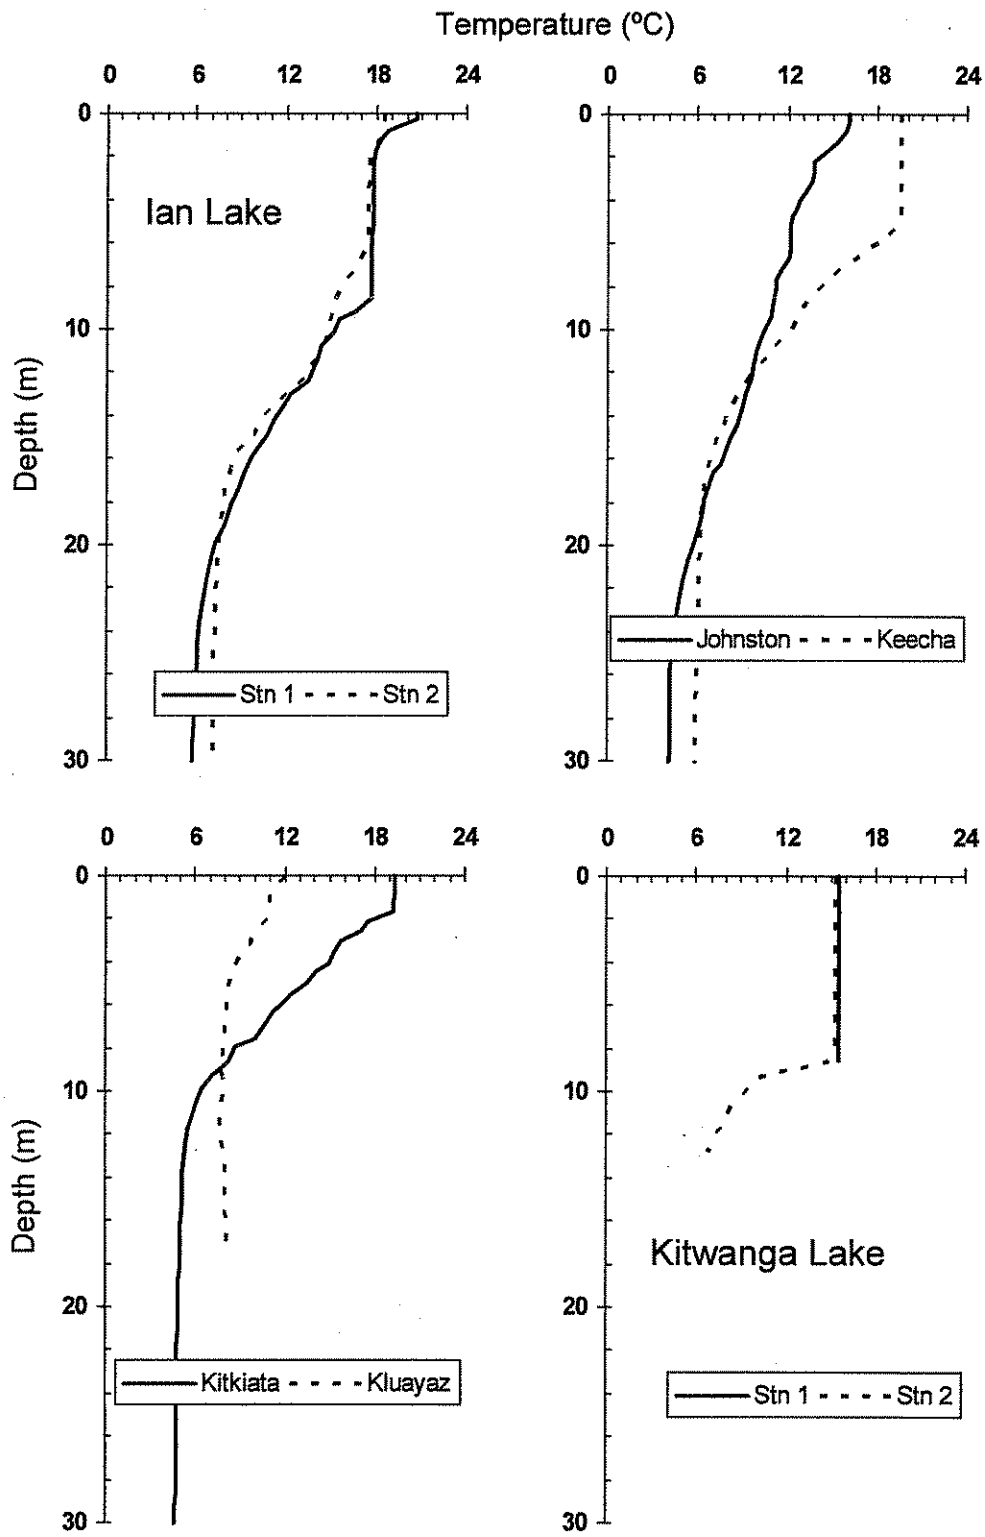 Temperature (ºC)
0 6 12 18 24
0 6 12 18 24
0
10
20
30
Ian Lake
Depth (m)
Stn 1 Stn 2
0
10
20
30
Johnston Keecha
0 6 12 18 24
0 6 12 18 24
0
10
20
30
Depth (m)
Kitkiata Kluayaz
0
10
20
30
Kitwanga Lake
Stn 1 Stn 2